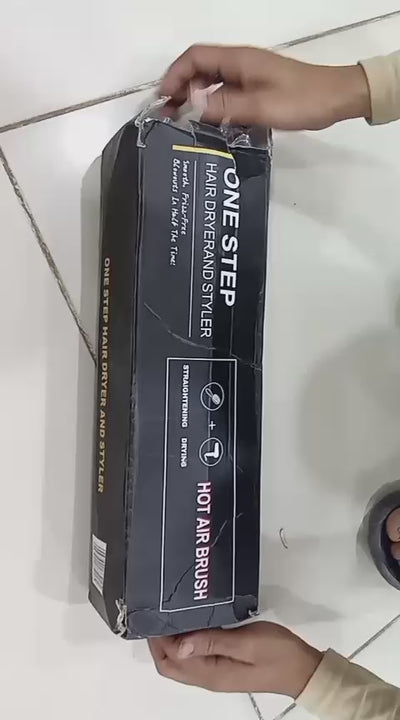 ONE STEP
HAIR DRYERAND STYLER
Smooth, Frizz-Free
Blowouts In Half The Time!
+
STRAIGHTENING DRYING
HOT AIR BRUSH
ONE STEP HAIR DRYER AND STYLER